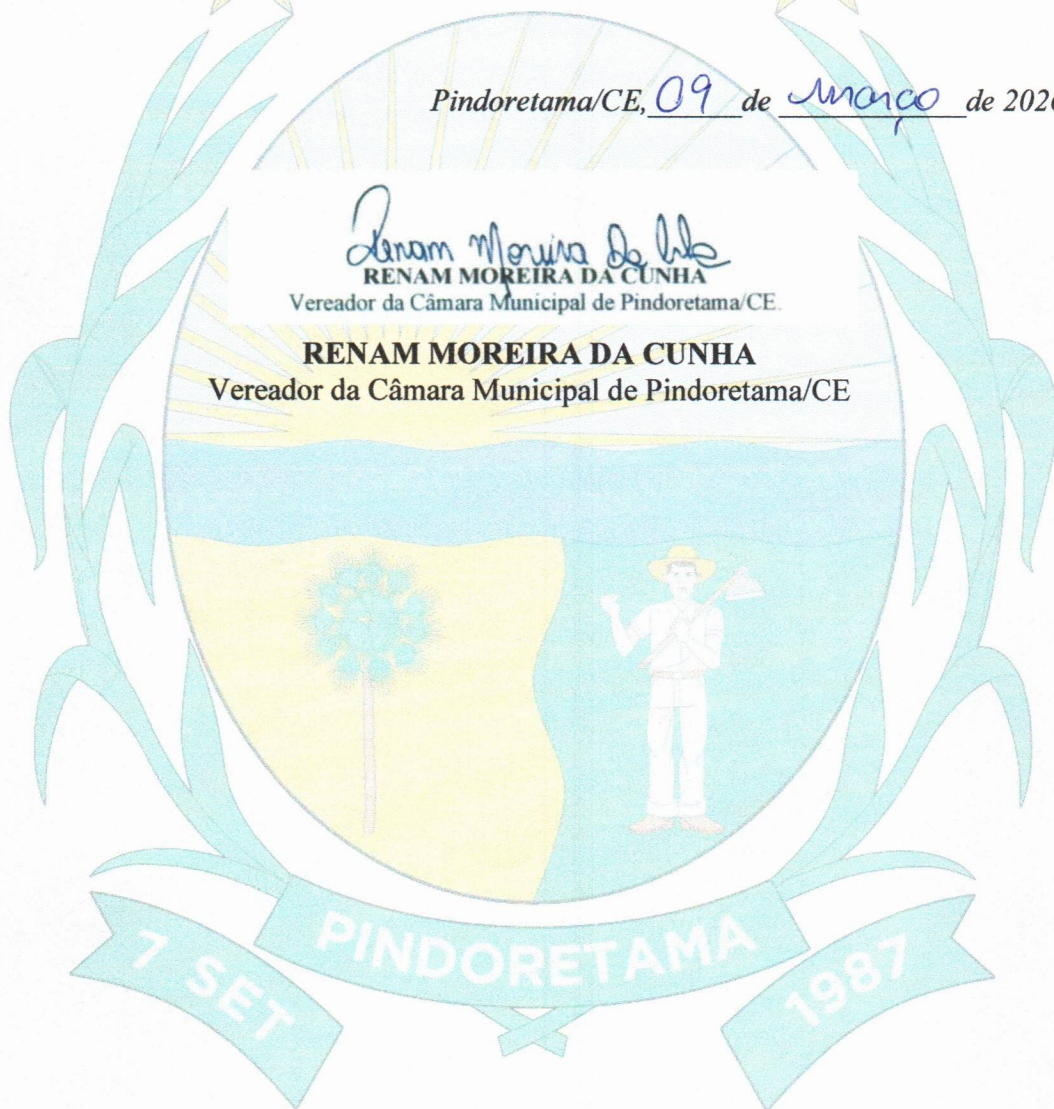 Pindoretama/CE, 09 de março de 202
Renam Moreira Da
RENAM MOREIRA DA CUNHA
Vereador da Câmara Municipal de Pindoretama/CE.
RENAM MOREIRA DA CUNHA
Vereador da Câmara Municipal de Pindoretama/CE
PINDORETAMA
7 SET
1987